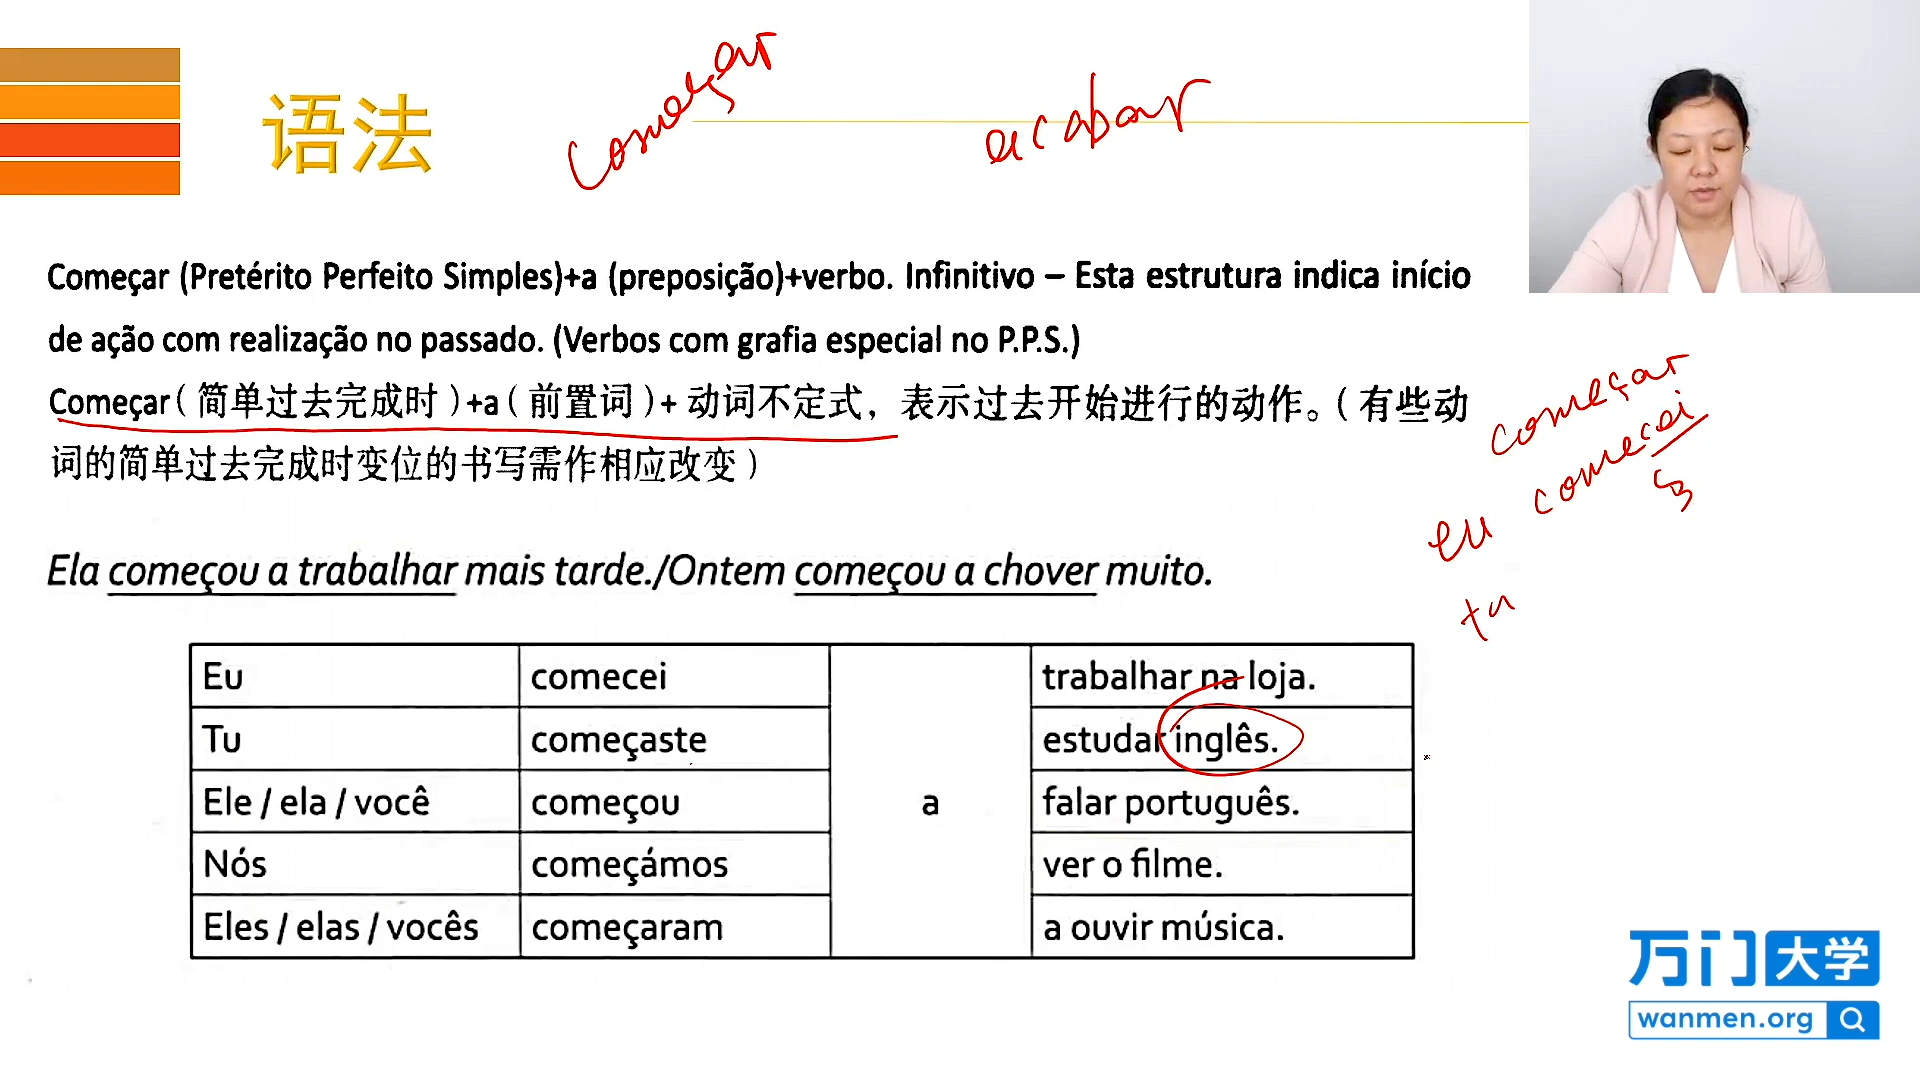 语法
começar
acabar
Começar (Pretérito Perfeito Simples)+a (preposição)+verbo. Infinitivo – Esta estrutura indica início
de ação com realização no passado. (Verbos com grafia especial no P.P.S.)
Começar（简单过去完成时）+a（前置词）+ 动词不定式，表示过去开始进行的动作。（有些动
词的简单过去完成时变位的书写需作相应改变）
começar
eu comecei
tu
Ela começou a trabalhar mais tarde./Ontem começou a chover muito.
Eu comecei trabalhar na loja.
Tu começaste estudar inglês.
Ele / ela / você começou a falar português.
Nós começámos ver o filme.
Eles / elas / vocês começaram a ouvir música.
万门大学
wanmen.org